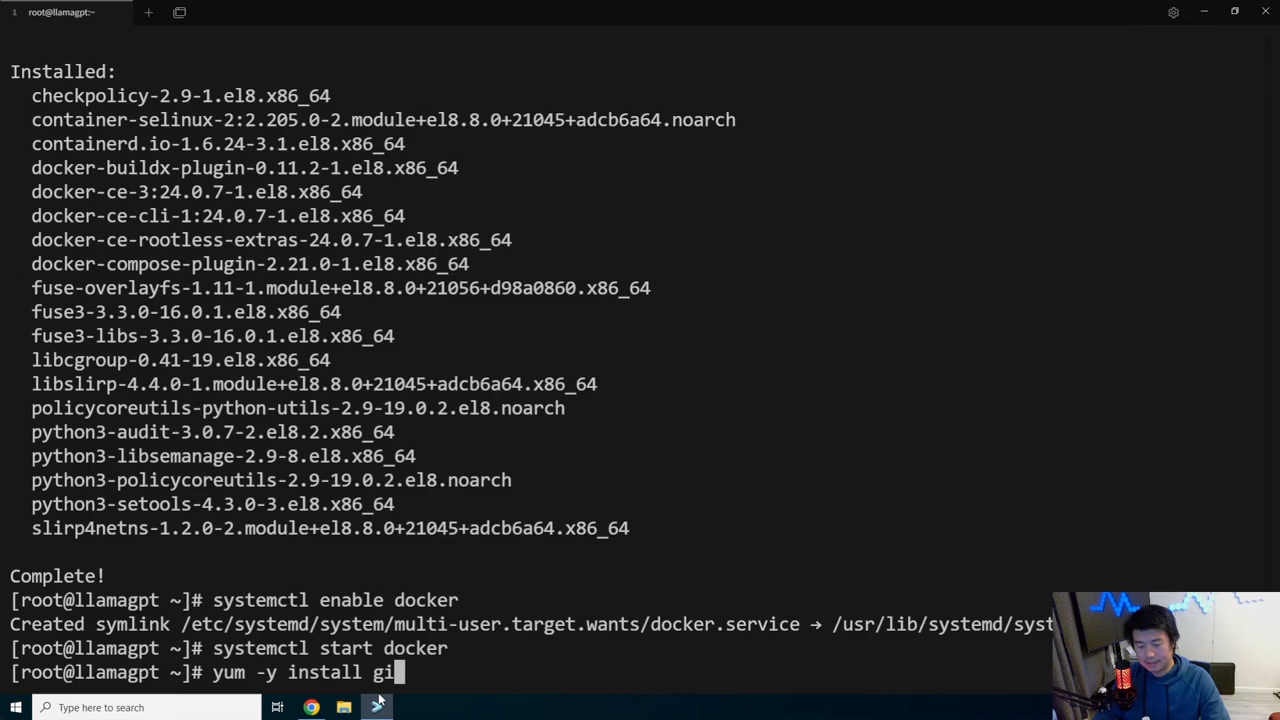 1 root@llamagpt:~
Installed:
checkpolicy-2.9-1.el8.x86_64
container-selinux-2:2.205.0-2.module+el8.8.0+21045+adcb6a64.noarch
containerd.io-1.6.24-3.1.el8.x86_64
docker-buildx-plugin-0.11.2-1.el8.x86_64
docker-ce-3:24.0.7-1.el8.x86_64
docker-ce-cli-1:24.0.7-1.el8.x86_64
docker-ce-rootless-extras-24.0.7-1.el8.x86_64
docker-compose-plugin-2.21.0-1.el8.x86_64
fuse-overlayfs-1.11-1.module+el8.8.0+21056+d98a0860.x86_64
fuse3-3.3.0-16.0.1.el8.x86_64
fuse3-libs-3.3.0-16.0.1.el8.x86_64
libcgroup-0.41-19.el8.x86_64
libslirp-4.4.0-1.module+el8.8.0+21045+adcb6a64.x86_64
policycoreutils-python-utils-2.9-19.0.2.el8.noarch
python3-audit-3.0.7-2.el8.2.x86_64
python3-libsemanage-2.9-8.el8.x86_64
python3-policycoreutils-2.9-19.0.2.el8.noarch
python3-setools-4.3.0-3.el8.x86_64
slirp4netns-1.2.0-2.module+el8.8.0+21045+adcb6a64.x86_64
Complete!
[root@llamagpt ~]# systemctl enable docker
Created symlink /etc/systemd/system/multi-user.target.wants/docker.service → /usr/lib/systemd/syst
[root@llamagpt ~]# systemctl start docker
[root@llamagpt ~]# yum -y install gi
Type here to search